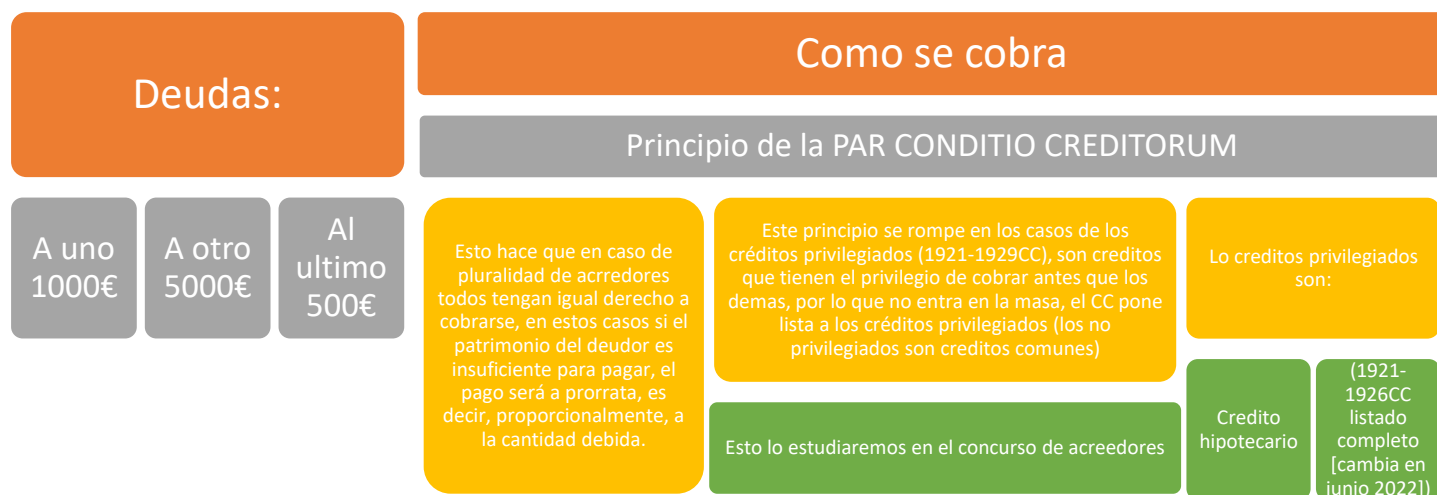 Deudas:
A uno
1000€
A otro
5000€
Al
ultimo
500€
Como se cobra
Principio de la PAR CONDITIO CREDITORUM
Esto hace que en caso de
pluralidad de acrredores
todos tengan igual derecho a
cobrarse, en estos casos si el
patrimonio del deudor es
insuficiente para pagar, el
pago será a prorrata, es
decir, proporcionalmente, a
la cantidad debida.
Este principio se rompe en los casos de los
créditos privilegiados (1921-1929CC), son creditos
que tienen el privilegio de cobrar antes que los
demas, por lo que no entra en la masa, el CC pone
lista a los créditos privilegiados (los no
privilegiados son creditos comunes)
Esto lo estudiaremos en el concurso de acreedores
Lo creditos privilegiados
son:
Credito
hipotecario
(1921-
1926CC
listado
completo
[cambia en
junio 2022])